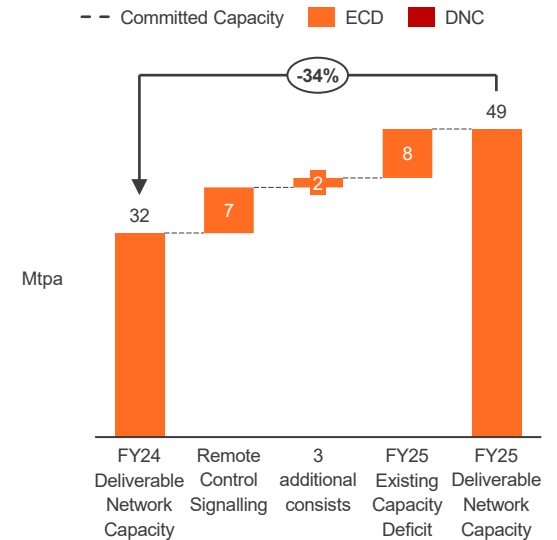 Committed Capacity ECD DNC
-34%
49
8
2
7
32
Mtpa
FY24 Deliverable Network Capacity
Remote Control Signalling
3 additional consists
FY25 Existing Capacity Deficit
FY25 Deliverable Network Capacity